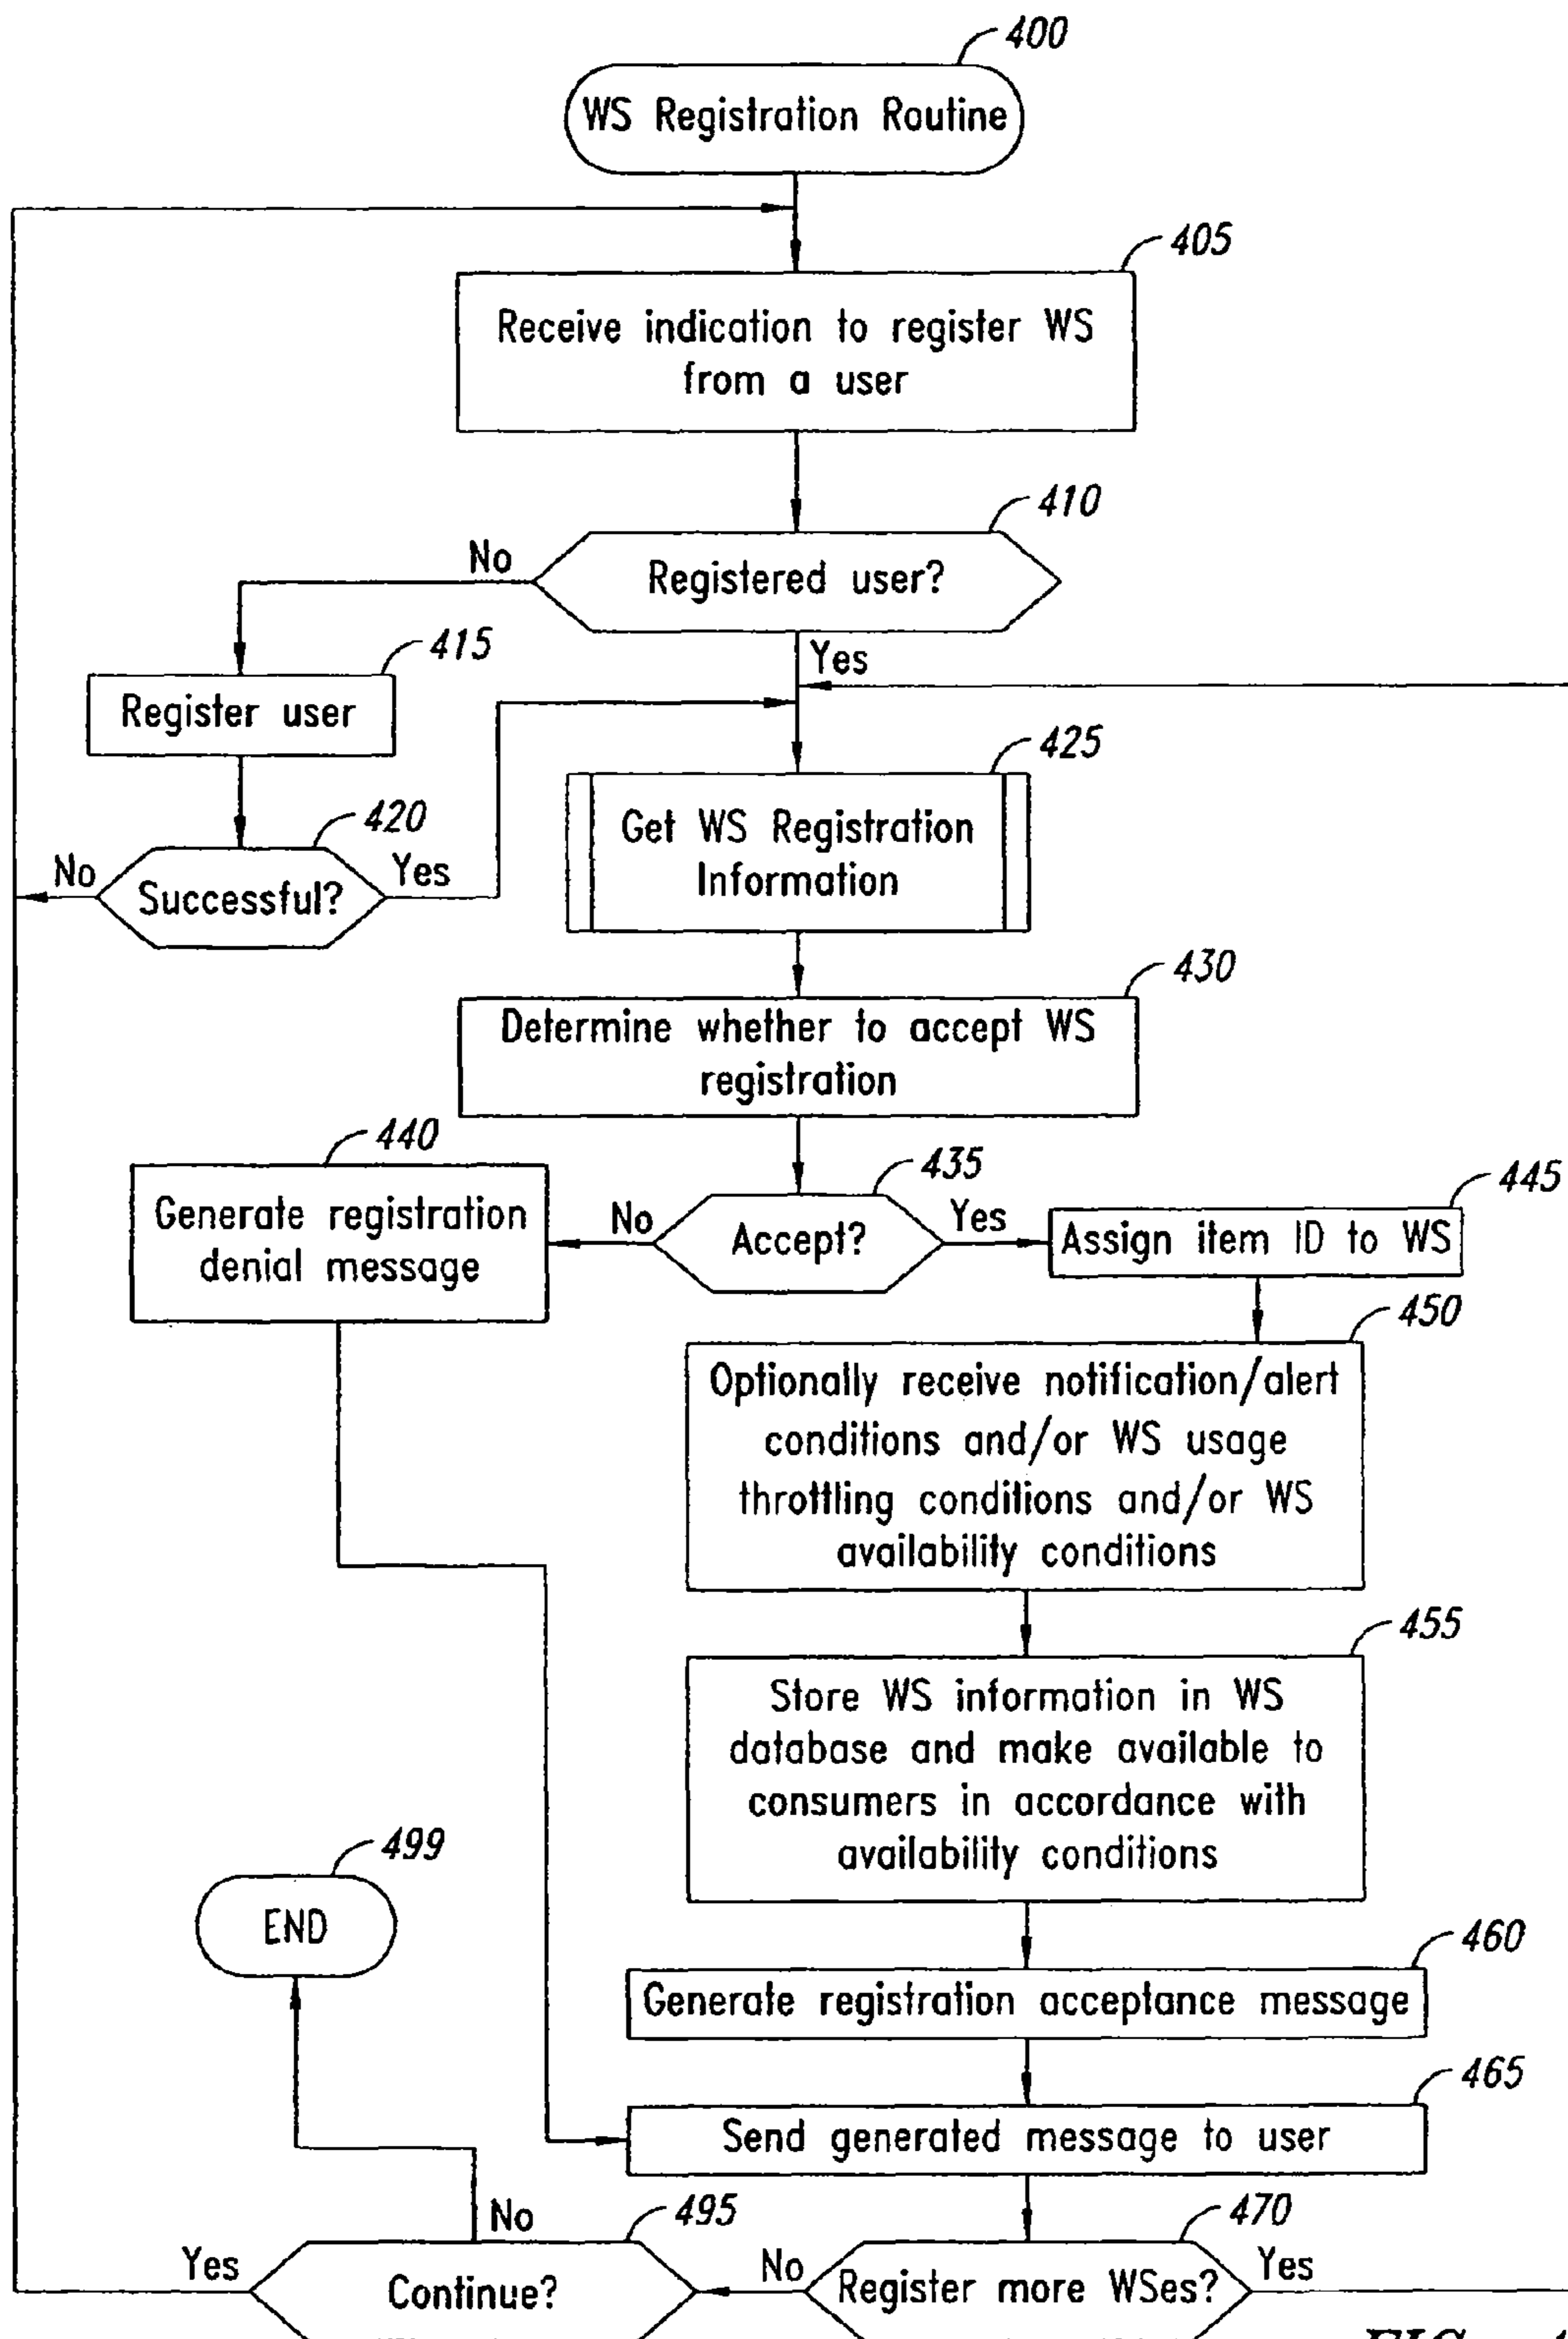 400
WS Registration Routine
405
Receive indication to register WS
from a user
410
No
Registered user?
415
Yes
Register user
425
420
Get WS Registration
Information
No
Successful?
Yes
430
Determine whether to accept WS
registration
440
435
445
Generate registration
denial message
No
Accept?
Yes
Assign item ID to WS
450
Optionally receive notification/alert
conditions and/or WS usage
throttling conditions and/or WS
availability conditions
455
Store WS information in WS
database and make available to
consumers in accordance with
availability conditions
499
END
460
Generate registration acceptance message
465
Send generated message to user
No
495
470
Yes
Continue?
No
Register more WSes?
Yes